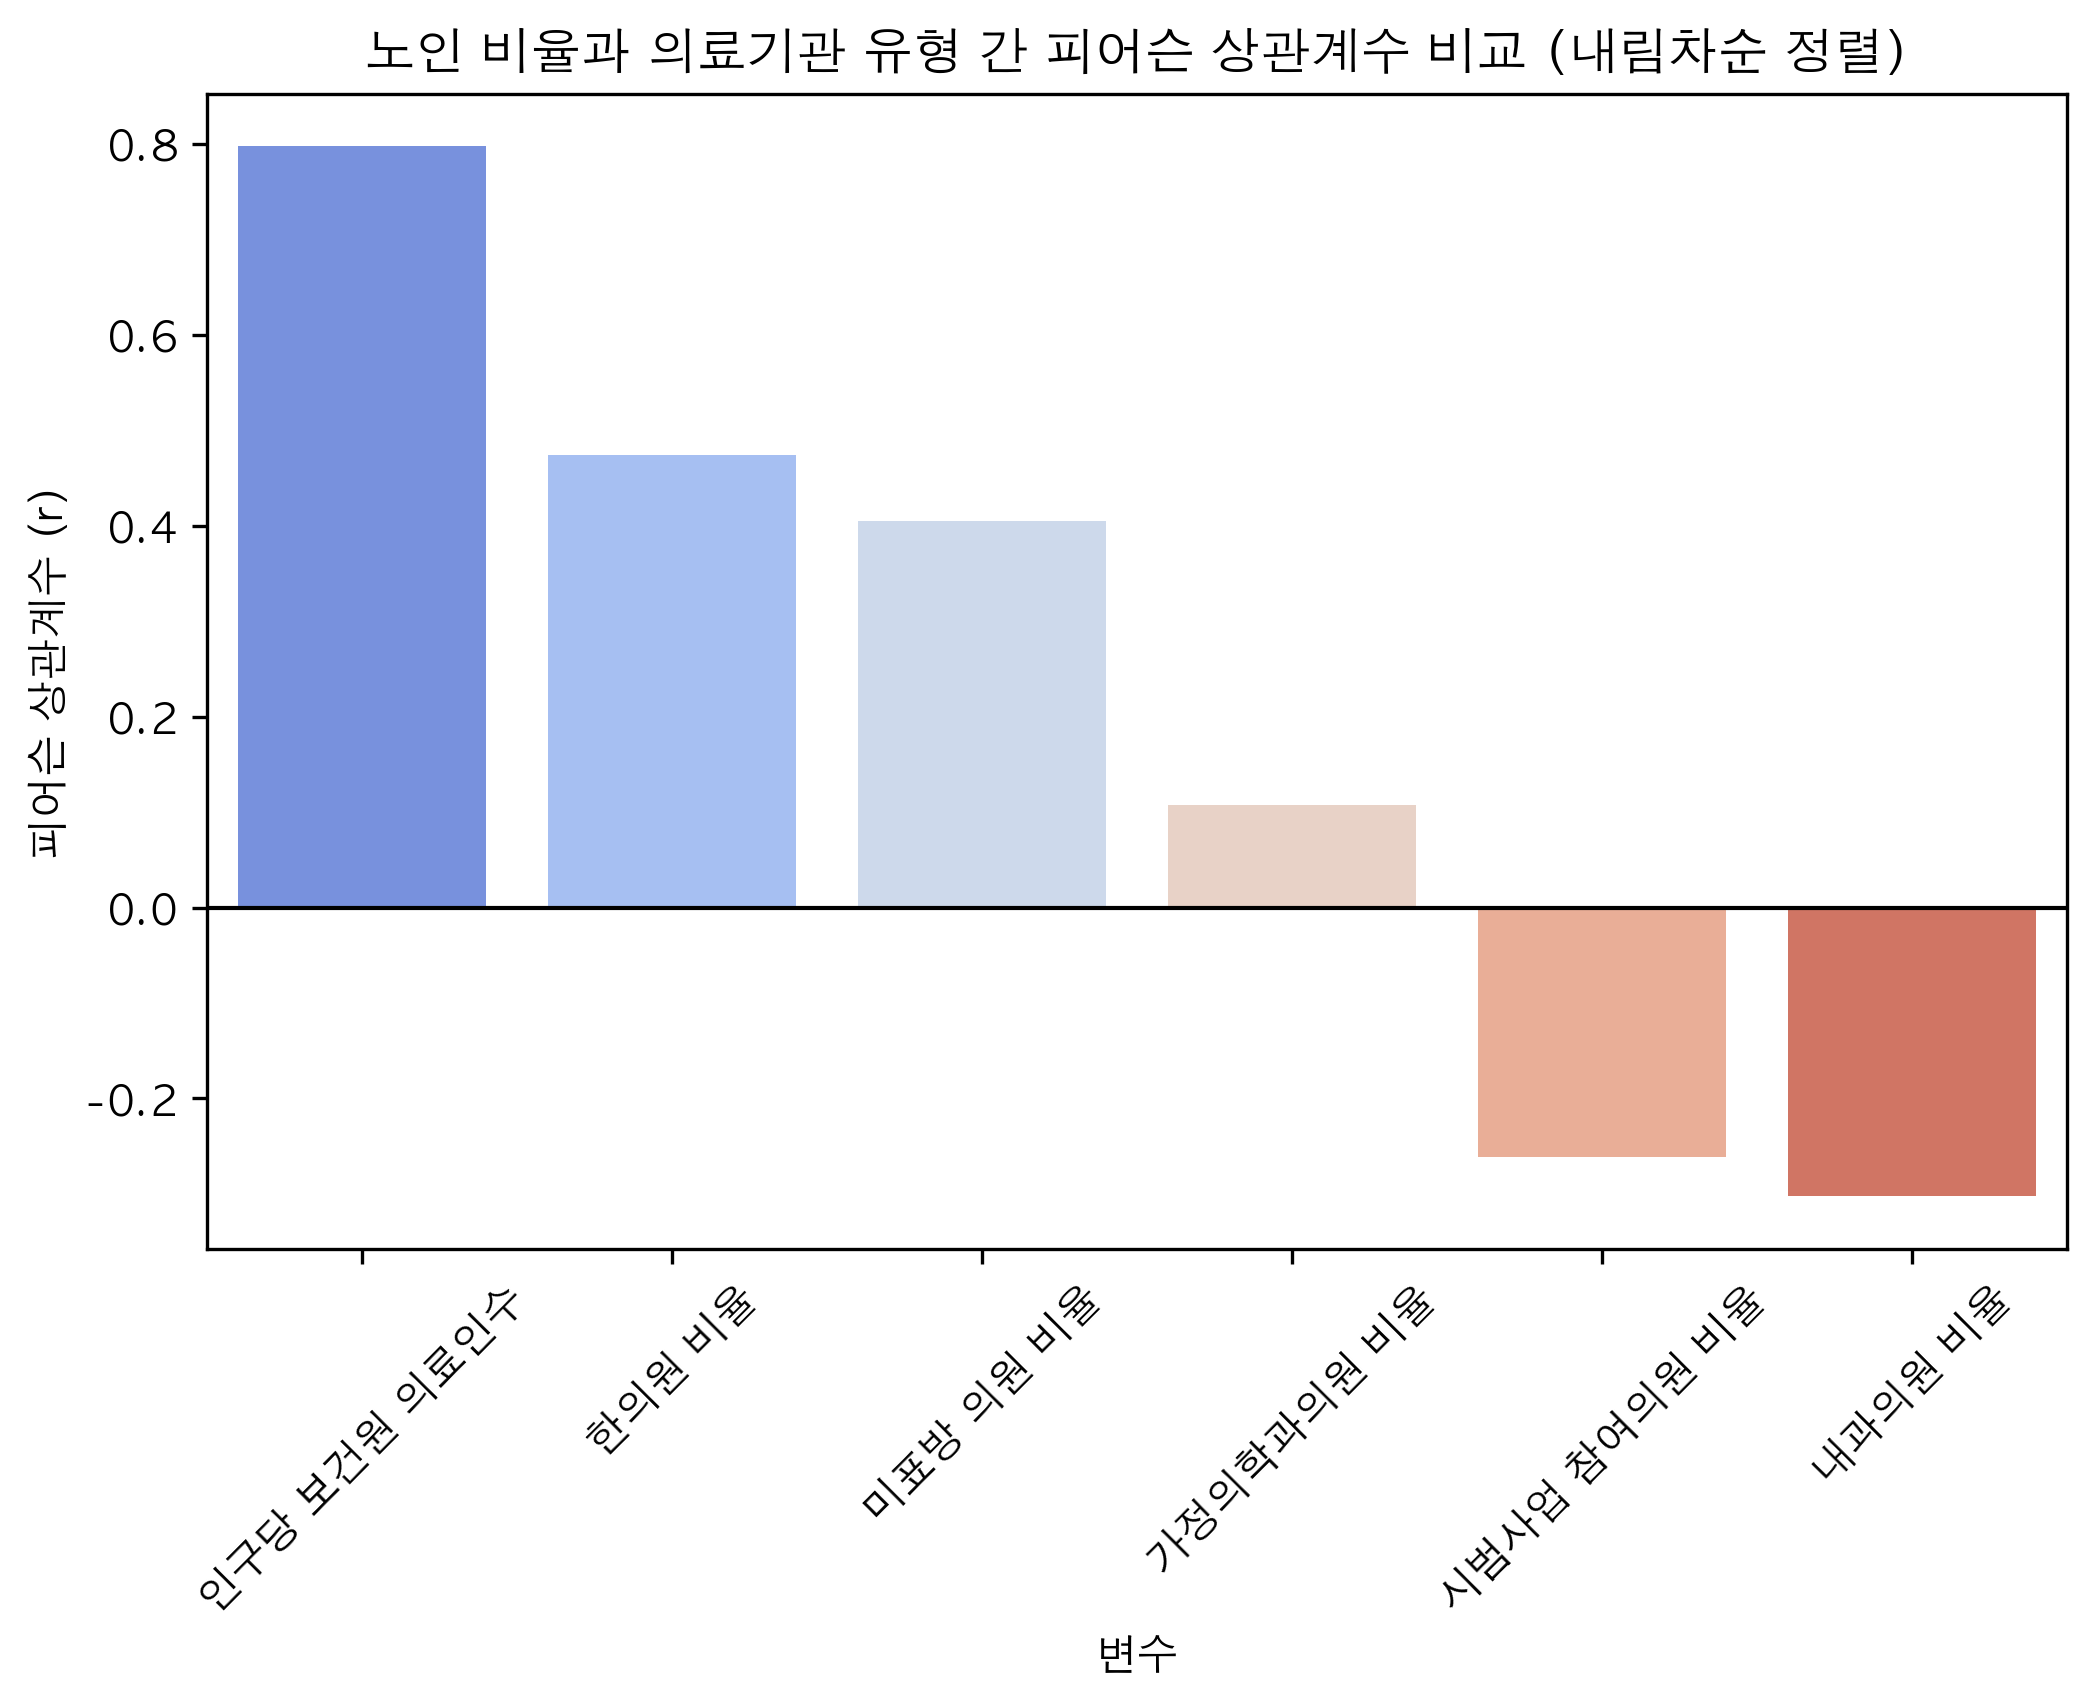 노인 비율과 의료기관 유형 간 피어슨 상관계수 비교 (내림차순 정렬)
피어슨 상관계수 (r)
0.8
0.6
0.4
0.2
0.0
-0.2
인구당 보건원 의료인수
한의원 비율
미표방 의원 비율
가정의학과의원 비율
시범사업 참여의원 비율
내과의원 비율
변수